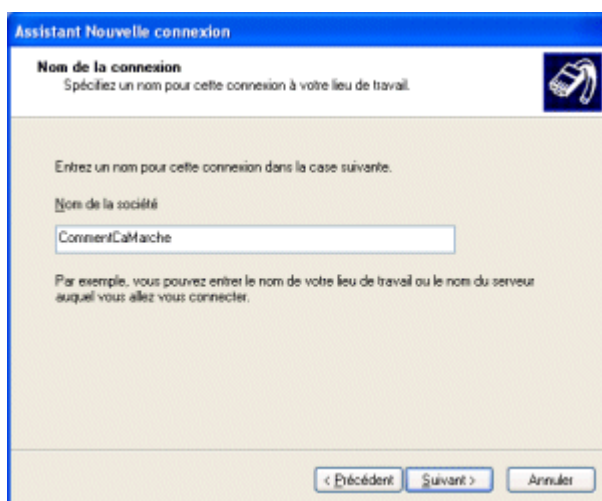 Assistant Nouvelle connexion
Nom de la connexion
Spécifiez un nom pour cette connexion à votre lieu de travail.
Entrez un nom pour cette connexion dans la case suivante.
Nom de la société
CommentCaMarche
Par exemple, vous pouvez entrer le nom de votre lieu de travail ou le nom du serveur
auquel vous allez vous connecter.
< Précédent Suivant > Annuler